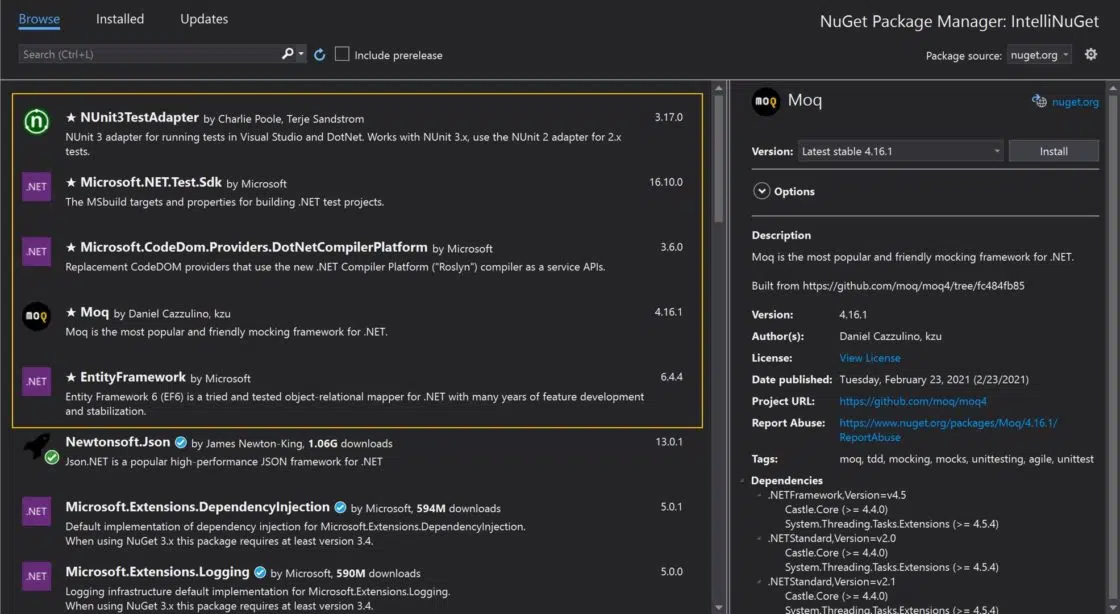 Browse Installed Updates
NuGet Package Manager: IntelliNuGet
Search (Ctrl+L)
Include prerelease
Package source: nuget.org
n
★ NUnit3TestAdapter by Charlie Poole, Terje Sandstrom 3.17.0
NUnit 3 adapter for running tests in Visual Studio and DotNet. Works with NUnit 3.x, use the NUnit 2 adapter for 2.x
tests.
.NET
★ Microsoft.NET.Test.Sdk by Microsoft 16.10.0
The MSbuild targets and properties for building .NET test projects.
.NET
★ Microsoft.CodeDom.Providers.DotNetCompilerPlatform by Microsoft 3.6.0
Replacement CodeDOM providers that use the new .NET Compiler Platform ("Roslyn") compiler as a service APIs.
moq
★ Moq by Daniel Cazzulino, kzu 4.16.1
Moq is the most popular and friendly mocking framework for .NET.
.NET
★ EntityFramework by Microsoft 6.4.4
Entity Framework 6 (EF6) is a tried and tested object-relational mapper for .NET with many years of feature development
and stabilization.
Newtonsoft.Json by James Newton-King, 1.06G downloads 13.0.1
Json.NET is a popular high-performance JSON framework for .NET
.NET
Microsoft.Extensions.DependencyInjection by Microsoft, 594M downloads 5.0.1
Default implementation of dependency injection for Microsoft.Extensions.DependencyInjection.
When using NuGet 3.x this package requires at least version 3.4.
.NET
Microsoft.Extensions.Logging by Microsoft, 590M downloads 5.0.0
Logging infrastructure default implementation for Microsoft.Extensions.Logging.
When using NuGet 3.x this package requires at least version 3.4.
moq
Moq
nuget.org
Version: Latest stable 4.16.1 Install
Options
Description
Moq is the most popular and friendly mocking framework for .NET.
Built from https://github.com/moq/moq4/tree/fc484fb85
Version: 4.16.1
Author(s): Daniel Cazzulino, kzu
License: View License
Date published: Tuesday, February 23, 2021 (2/23/2021)
Project URL: https://github.com/moq/moq4
Report Abuse: https://www.nuget.org/packages/Moq/4.16.1/
ReportAbuse
Tags: moq, tdd, mocking, mocks, unittesting, agile, unittest
Dependencies
.NETFramework,Version=v4.5
Castle.Core (>= 4.4.0)
System.Threading.Tasks.Extensions (>= 4.5.4)
.NETStandard,Version=v2.0
Castle.Core (>= 4.4.0)
System.Threading.Tasks.Extensions (>= 4.5.4)
.NETStandard,Version=v2.1
Castle.Core (>= 4.4.0)
System.Threading.Tasks.Extensions (>= 4.5.4)